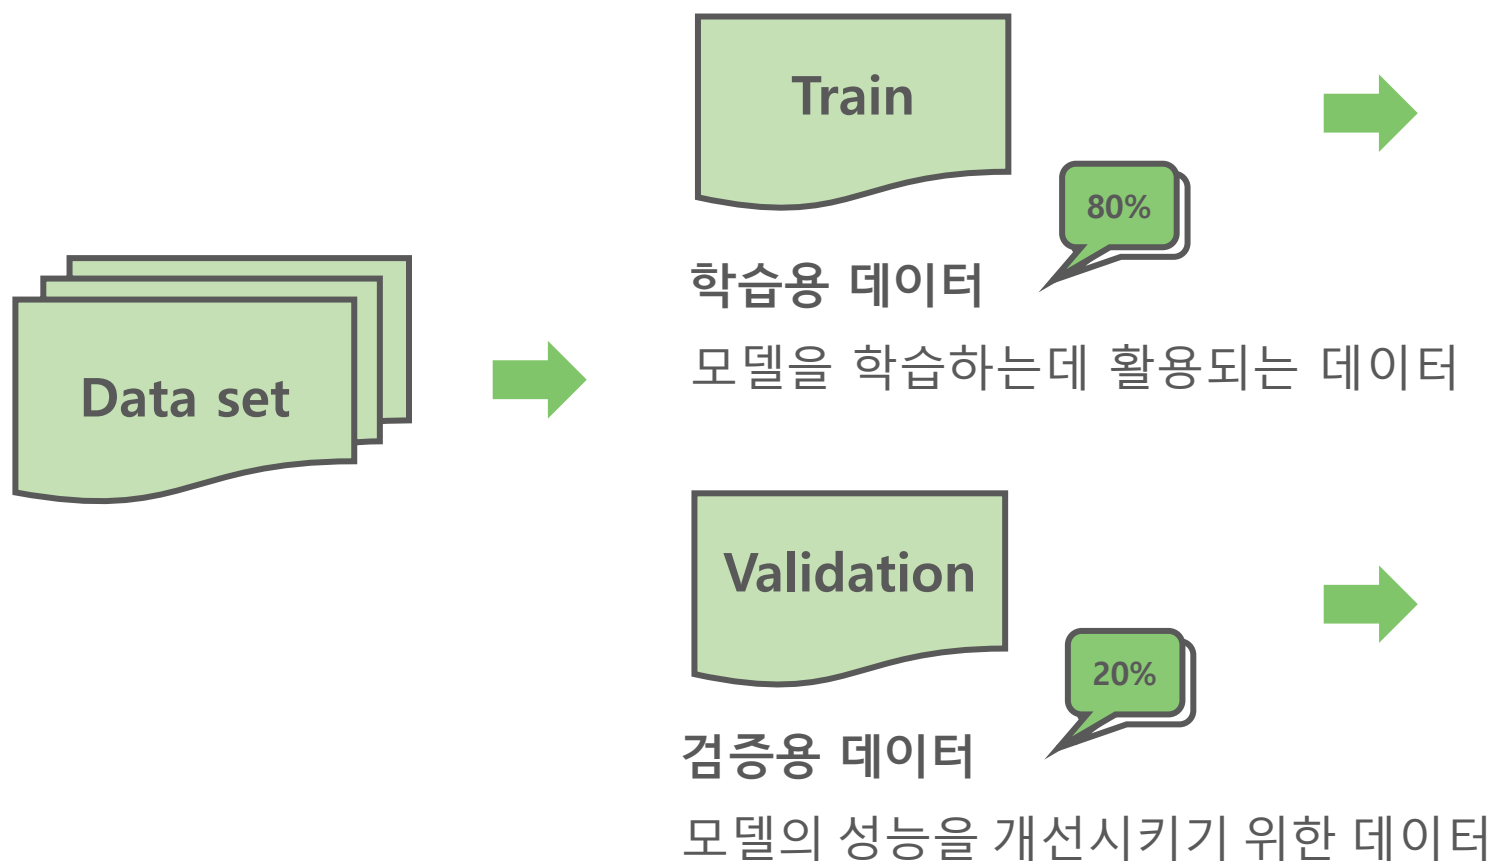 Train
80%
학습용 데이터
모델을 학습하는데 활용되는 데이터
Data set
Validation
20%
검증용 데이터
모델의 성능을 개선시키기 위한 데이터